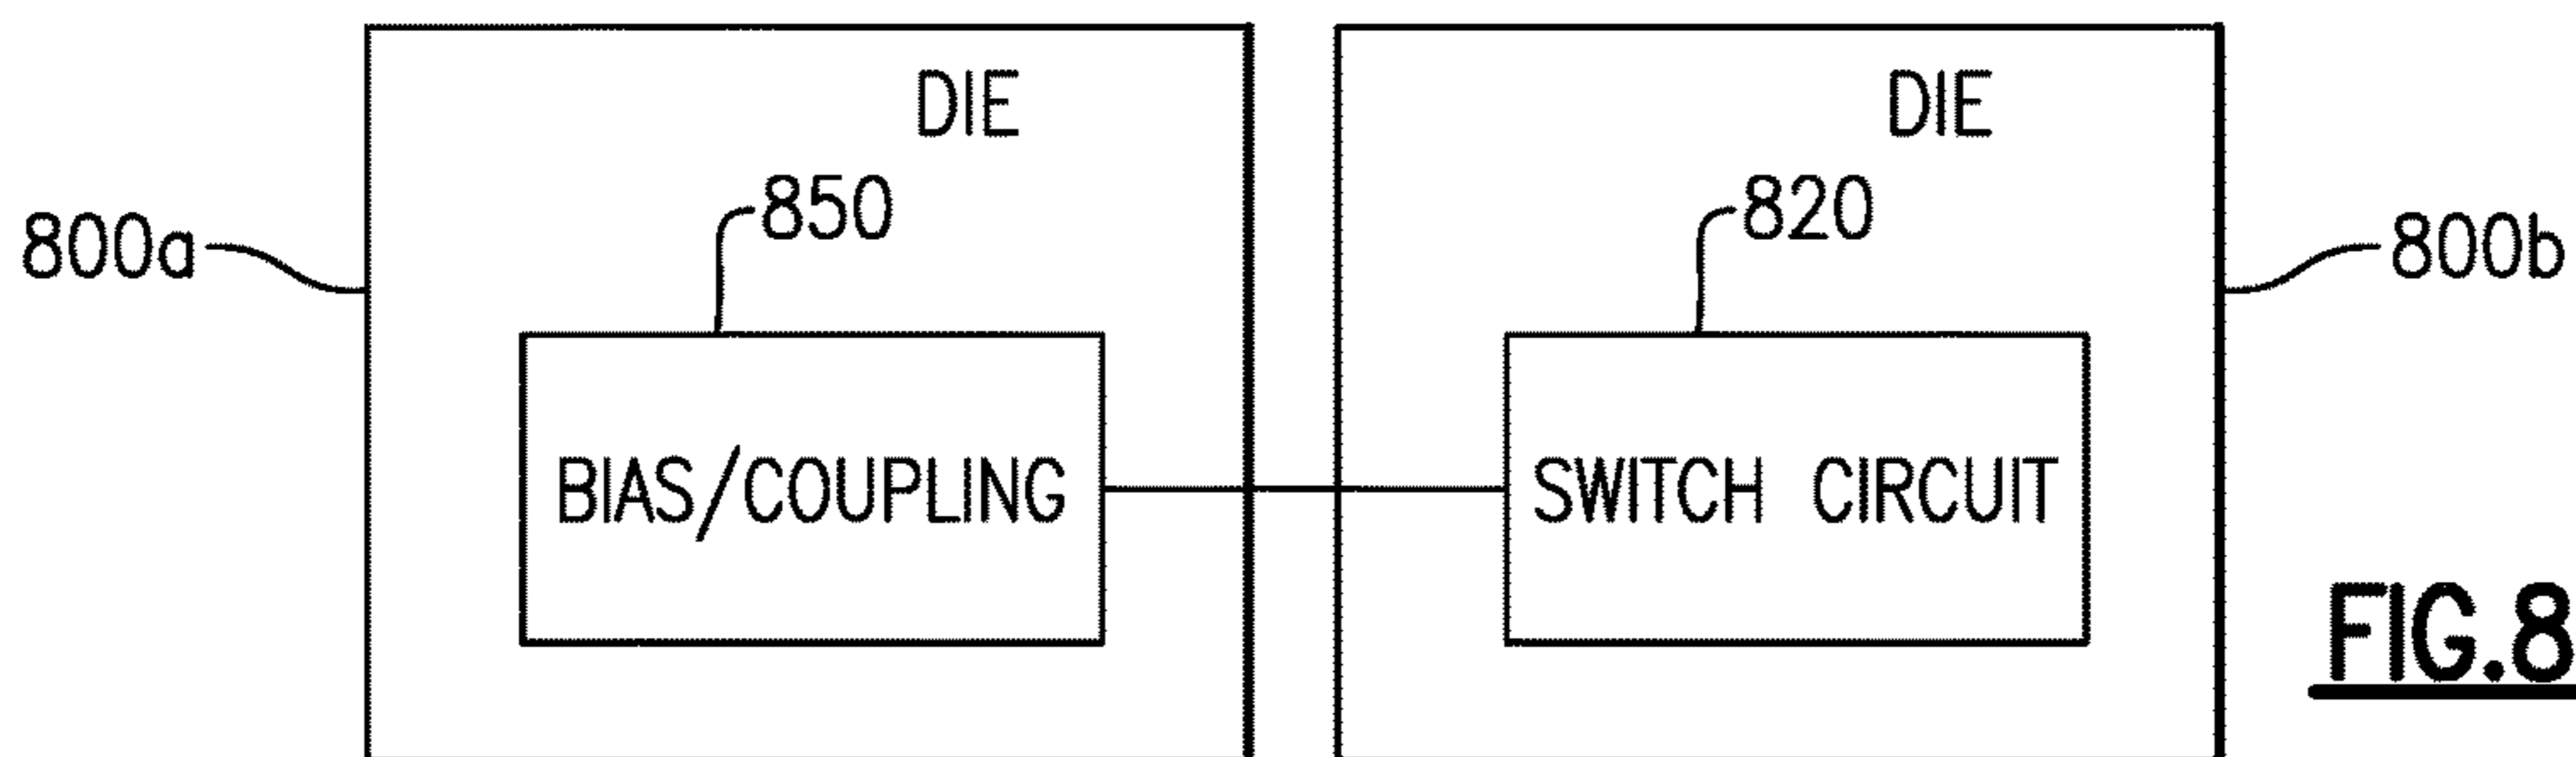 DIE
DIE
850
820
800a
800b
BIAS/COUPLING
SWITCH CIRCUIT
FIG.8